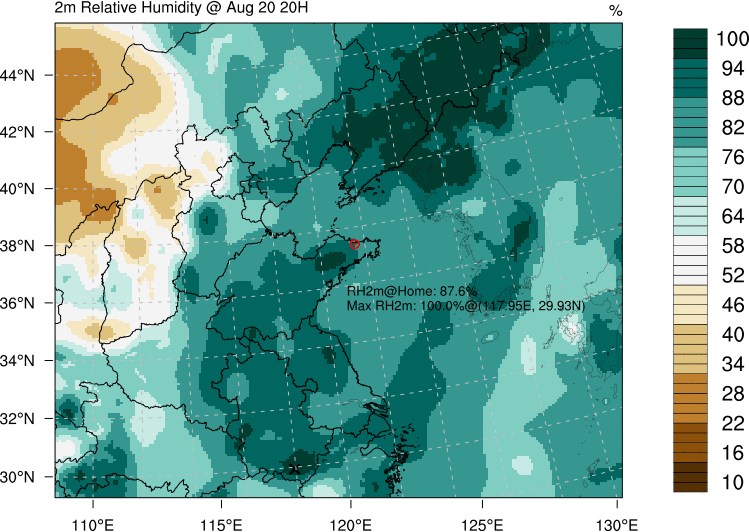 2m Relative Humidity @ Aug 20 20H
%
44°N
42°N
40°N
38°N
36°N
34°N
32°N
30°N
RH2m@Home: 87.6%
Max RH2m: 100.0%@(117.95E, 29.93N)
110°E 115°E 120°E 125°E 130°E
100
94
88
82
76
70
64
58
52
46
40
34
28
22
16
10